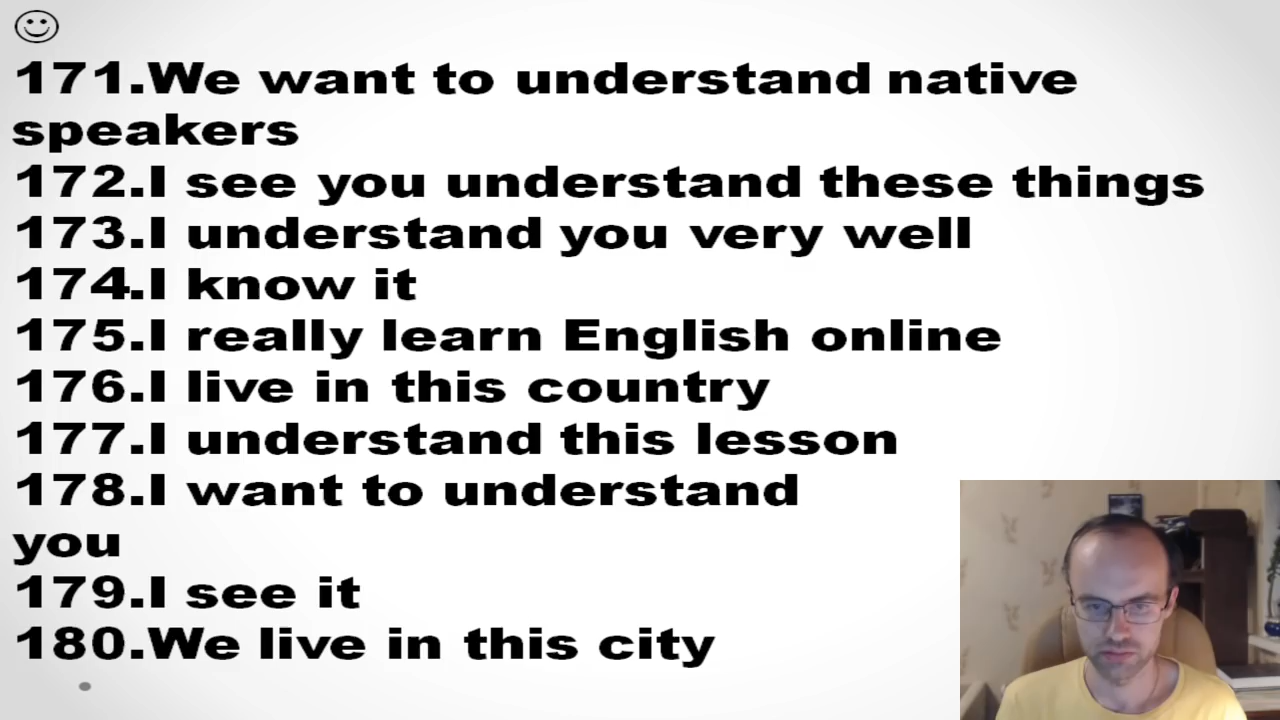 171.We want to understand native
speakers
172.I see you understand these things
173.I understand you very well
174.I know it
175.I really learn English online
176.I live in this country
177.I understand this lesson
178.I want to understand
you
179.I see it
180.We live in this city